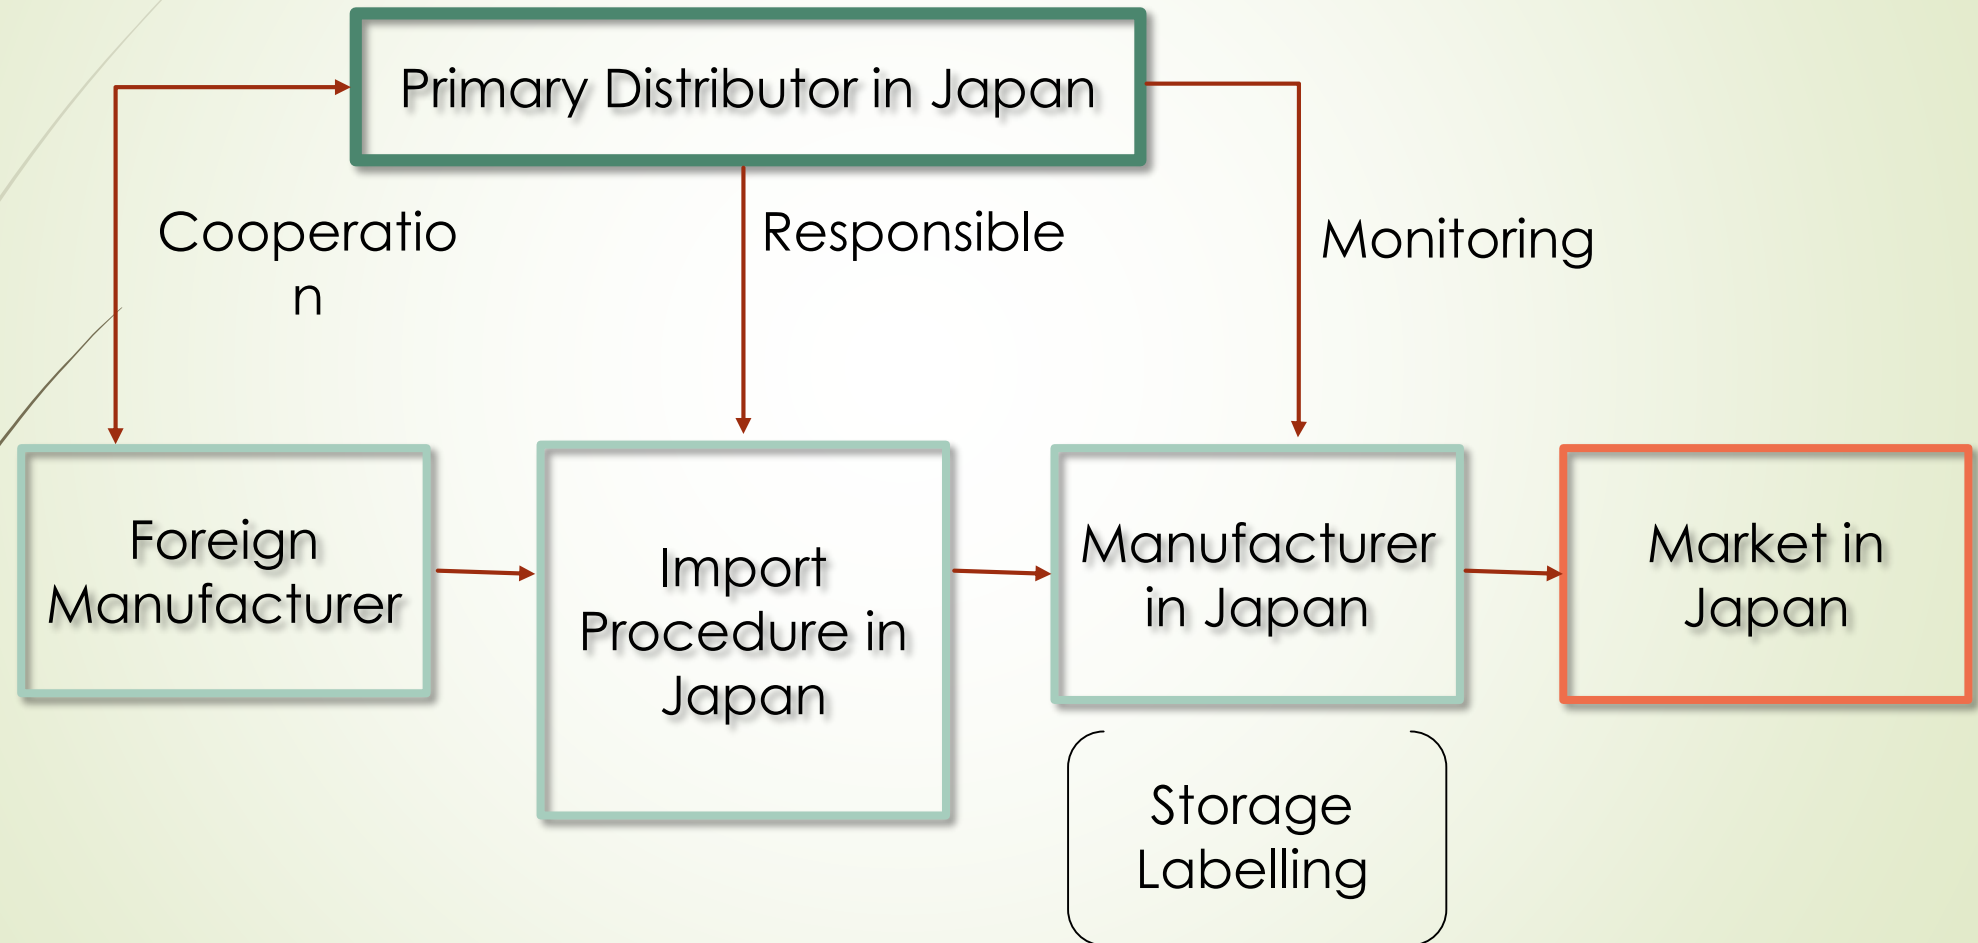 Primary Distributor in Japan
Cooperatio
n
Responsible
Monitoring
Foreign
Manufacturer
Import
Procedure in
Japan
Manufacturer
in Japan
Market in
Japan
Storage
Labelling